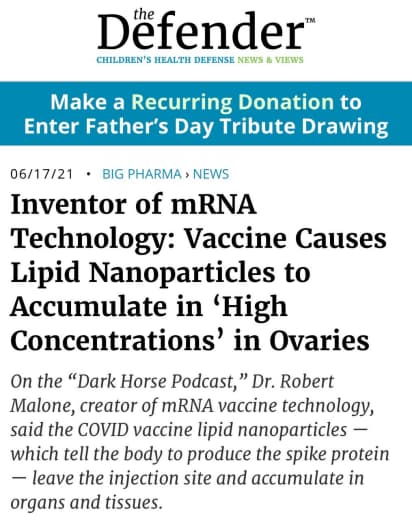 the
Defender™
CHILDREN'S HEALTH DEFENSE NEWS & VIEWS
Make a Recurring Donation to
Enter Father's Day Tribute Drawing
06/17/21 • BIG PHARMA › NEWS
Inventor of mRNA
Technology: Vaccine Causes
Lipid Nanoparticles to
Accumulate in ‘High
Concentrations’ in Ovaries
On the “Dark Horse Podcast,” Dr. Robert
Malone, creator of mRNA vaccine technology,
said the COVID vaccine lipid nanoparticles —
which tell the body to produce the spike protein
— leave the injection site and accumulate in
organs and tissues.